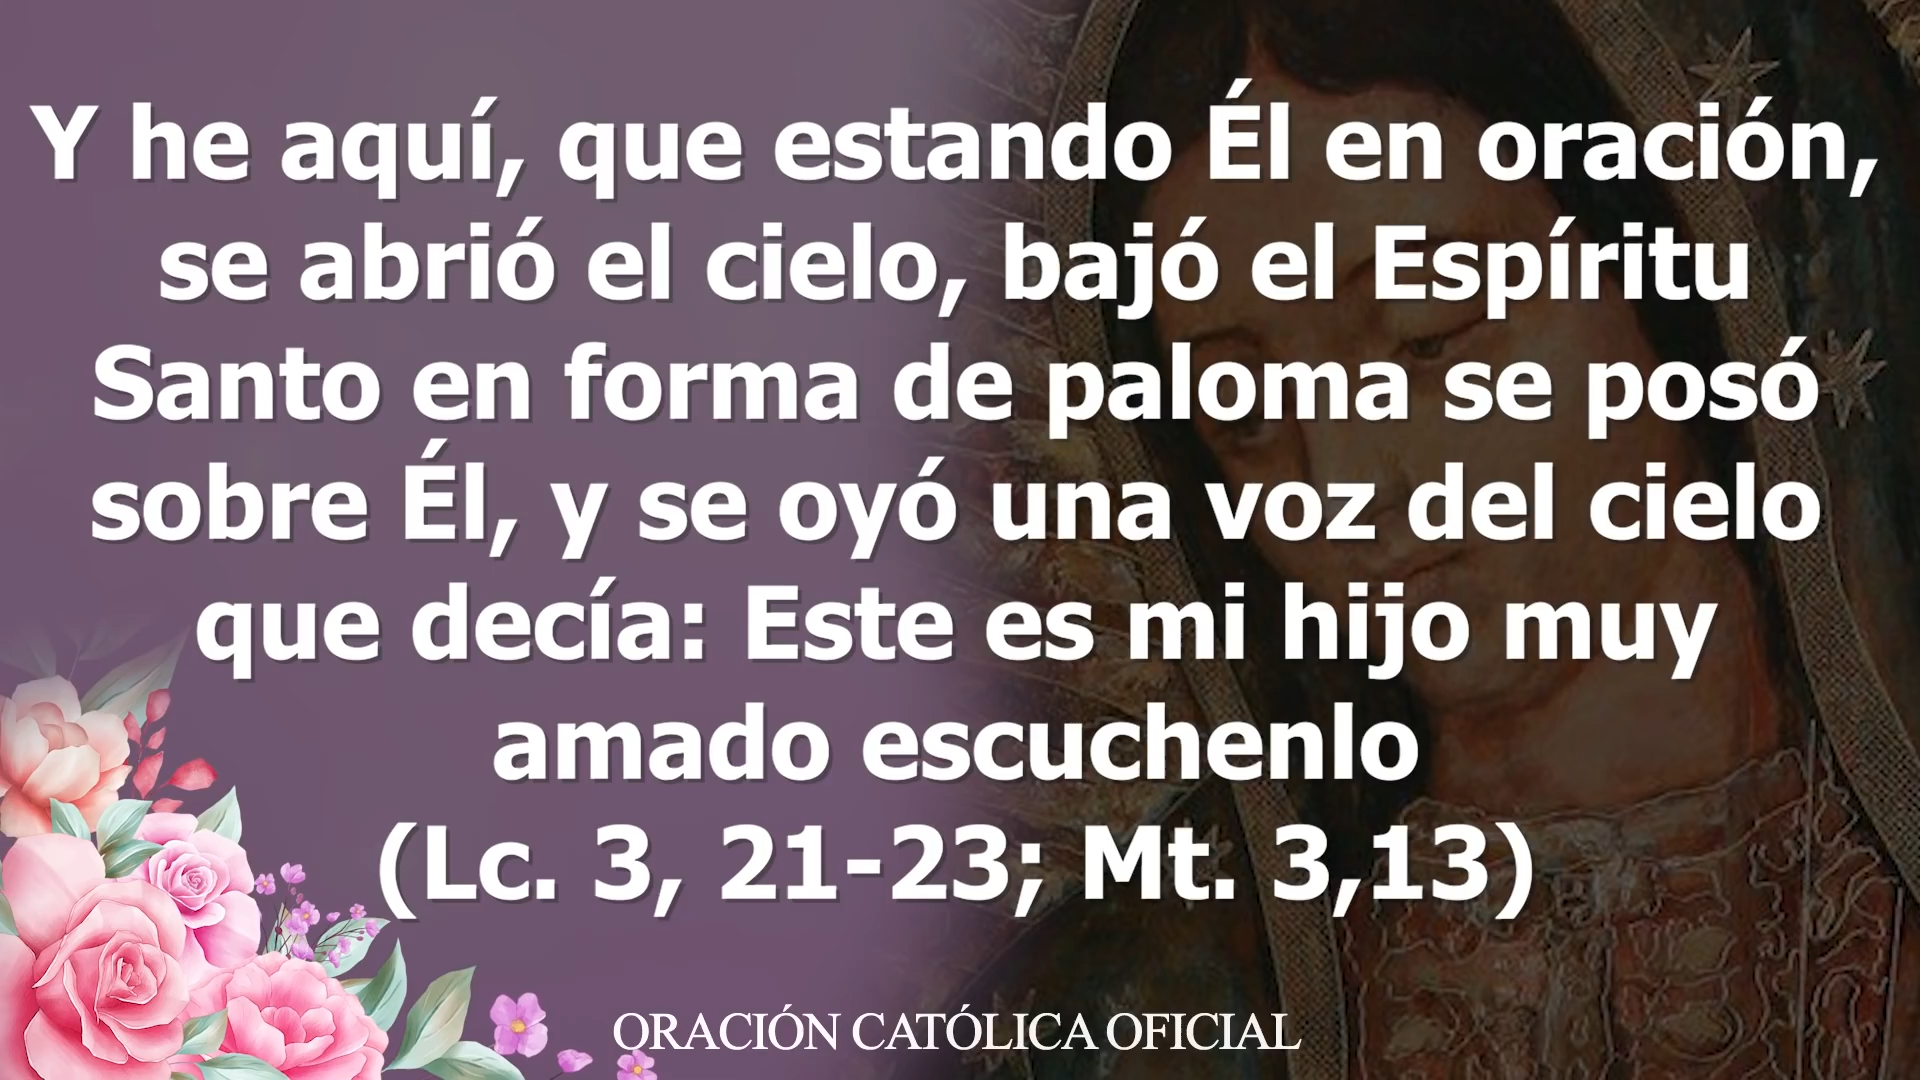 Y he aquí, que estando Él en oración,
se abrió el cielo, bajó el Espíritu
Santo en forma de paloma se posó
sobre Él, y se oyó una voz del cielo
que decía: Este es mi hijo muy
amado escuchenlo
(Lc. 3, 21-23; Mt. 3,13)
ORACIÓN CATÓLICA OFICIAL